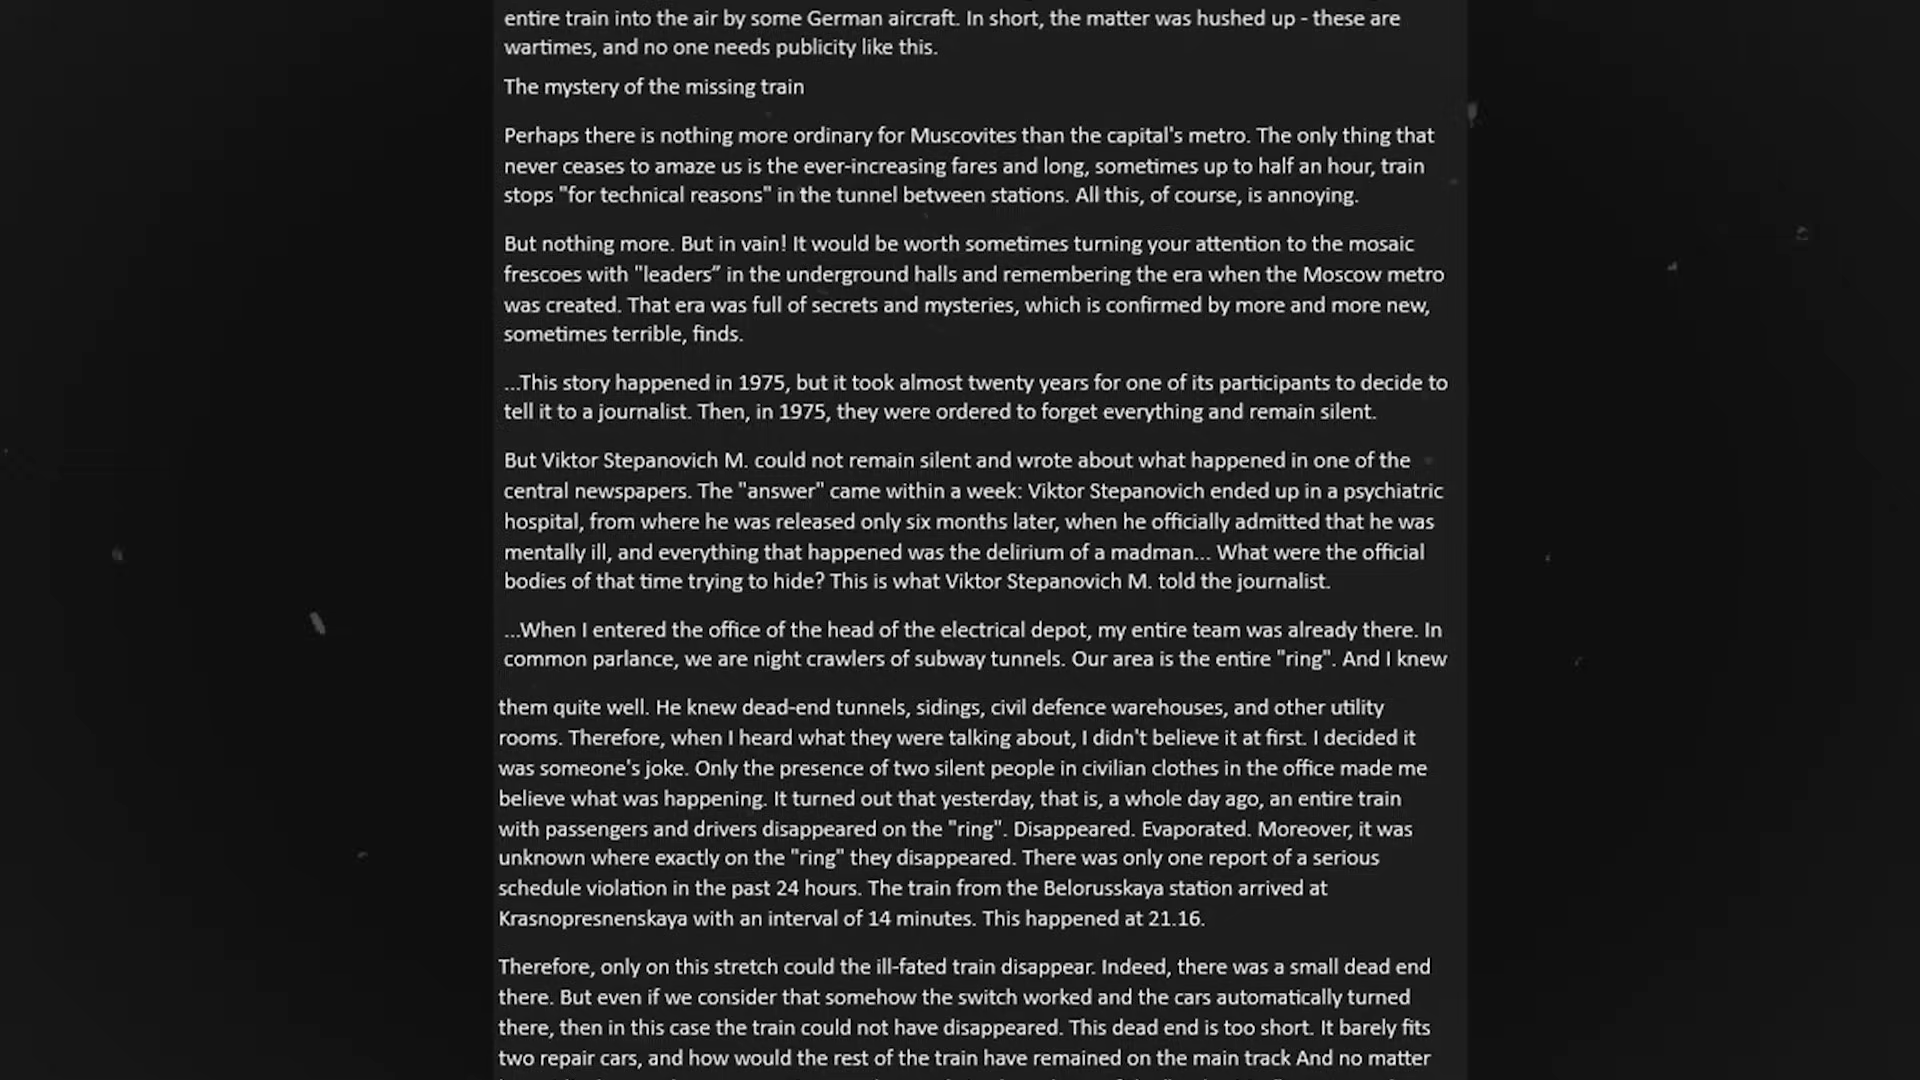 entire train into the air by some German aircraft. In short, the matter was hushed up - these are
wartimes, and no one needs publicity like this.
The mystery of the missing train
Perhaps there is nothing more ordinary for Muscovites than the capital's metro. The only thing that
never ceases to amaze us is the ever-increasing fares and long, sometimes up to half an hour, train
stops "for technical reasons" in the tunnel between stations. All this, of course, is annoying.
But nothing more. But in vain! It would be worth sometimes turning your attention to the mosaic
frescoes with "leaders” in the underground halls and remembering the era when the Moscow metro
was created. That era was full of secrets and mysteries, which is confirmed by more and more new,
sometimes terrible, finds.
...This story happened in 1975, but it took almost twenty years for one of its participants to decide to
tell it to a journalist. Then, in 1975, they were ordered to forget everything and remain silent.
But Viktor Stepanovich M. could not remain silent and wrote about what happened in one of the
central newspapers. The "answer" came within a week: Viktor Stepanovich ended up in a psychiatric
hospital, from where he was released only six months later, when he officially admitted that he was
mentally ill, and everything that happened was the delirium of a madman... What were the official
bodies of that time trying to hide? This is what Viktor Stepanovich M. told the journalist.
...When I entered the office of the head of the electrical depot, my entire team was already there. In
common parlance, we are night crawlers of subway tunnels. Our area is the entire "ring". And I knew
them quite well. He knew dead-end tunnels, sidings, civil defence warehouses, and other utility
rooms. Therefore, when I heard what they were talking about, I didn't believe it at first. I decided it
was someone's joke. Only the presence of two silent people in civilian clothes in the office made me
believe what was happening. It turned out that yesterday, that is, a whole day ago, an entire train
with passengers and drivers disappeared on the "ring". Disappeared. Evaporated. Moreover, it was
unknown where exactly on the "ring" they disappeared. There was only one report of a serious
schedule violation in the past 24 hours. The train from the Belorusskaya station arrived at
Krasnopresnenskaya with an interval of 14 minutes. This happened at 21.16.
Therefore, only on this stretch could the ill-fated train disappear. Indeed, there was a small dead end
there. But even if we consider that somehow the switch worked and the cars automatically turned
there, then in this case the train could not have disappeared. This dead end is too short. It barely fits
two repair cars, and how would the rest of the train have remained on the main track And no matter